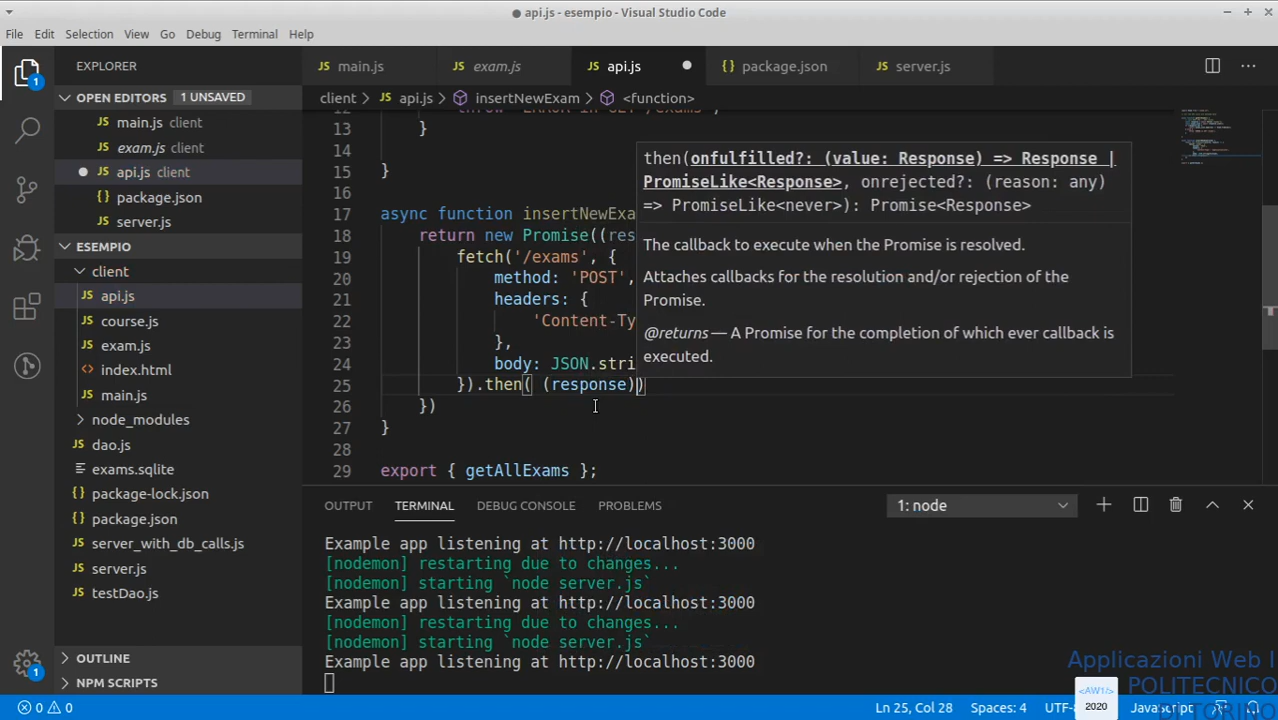 ● api.js - esempio - Visual Studio Code
File Edit Selection View Go Debug Terminal Help
EXPLORER
main.js
exam.js
api.js
package.json
server.js
OPEN EDITORS 1 UNSAVED
main.js client
exam.js client
api.js client
package.json
server.js
ESEMPIO
client
api.js
course.js
exam.js
index.html
main.js
node_modules
dao.js
exams.sqlite
package-lock.json
package.json
server_with_db_calls.js
server.js
testDao.js
OUTLINE
NPM SCRIPTS
client > api.js > insertNewExam > <function>
13 }
14
15 }
16
17 async function insertNewExa
18 return new Promise((res
19 fetch('/exams', {
20 method: 'POST',
21 headers: {
22 'Content-Ty
23 },
24 body: JSON.stri
25 }).then( (response))
26 })
27 }
28
29 export { getAllExams };
then(onfulfilled?: (value: Response) => Response |
PromiseLike<Response>, onrejected?: (reason: any)
=> PromiseLike<never>): Promise<Response>
The callback to execute when the Promise is resolved.
Attaches callbacks for the resolution and/or rejection of the
Promise.
@returns — A Promise for the completion of which ever callback is
executed.
OUTPUT TERMINAL DEBUG CONSOLE PROBLEMS 1: node
Example app listening at http://localhost:3000
[nodemon] restarting due to changes...
[nodemon] starting `node server.js`
Example app listening at http://localhost:3000
[nodemon] restarting due to changes...
[nodemon] starting `node server.js`
Example app listening at http://localhost:3000
1
1
0 0 Ln 25, Col 28 Spaces: 4 UTF-8 Javascript
Applicazioni Web I
POLITECNICO
DI TORINO
<AW1/>
2020